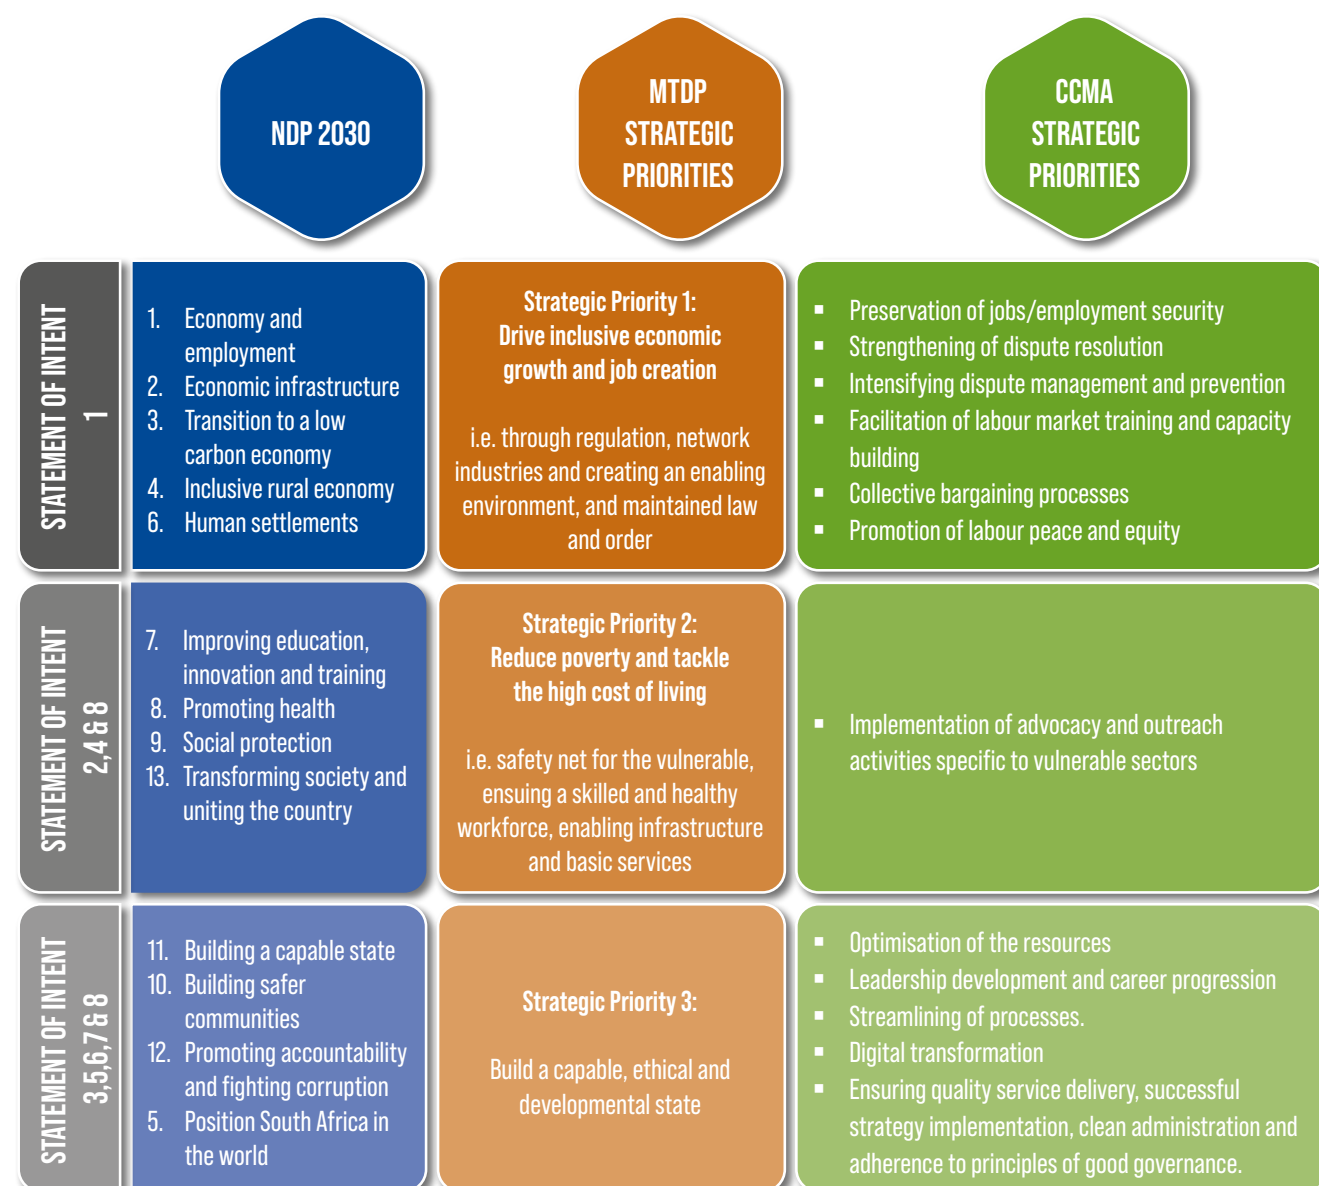 NDP 2030
MTDP
STRATEGIC
PRIORITIES
CCMA
STRATEGIC
PRIORITIES
STATEMENT OF INTENT
1
1. Economy and
employment
2. Economic infrastructure
3. Transition to a low
carbon economy
4. Inclusive rural economy
6. Human settlements
Strategic Priority 1:
Drive inclusive economic
growth and job creation
i.e. through regulation, network
industries and creating an enabling
environment, and maintained law
and order
▪ Preservation of jobs/employment security
▪ Strengthening of dispute resolution
▪ Intensifying dispute management and prevention
▪ Facilitation of labour market training and capacity
building
▪ Collective bargaining processes
▪ Promotion of labour peace and equity
STATEMENT OF INTENT
2,4 & 8
7. Improving education,
innovation and training
8. Promoting health
9. Social protection
13. Transforming society and
uniting the country
Strategic Priority 2:
Reduce poverty and tackle
the high cost of living
i.e. safety net for the vulnerable,
ensuing a skilled and healthy
workforce, enabling infrastructure
and basic services
▪ Implementation of advocacy and outreach
activities specific to vulnerable sectors
STATEMENT OF INTENT
3,5,6,7 & 8
11. Building a capable state
10. Building safer
communities
12. Promoting accountability
and fighting corruption
5. Position South Africa in
the world
Strategic Priority 3:
Build a capable, ethical and
developmental state
▪ Optimisation of the resources
▪ Leadership development and career progression
▪ Streamlining of processes.
▪ Digital transformation
▪ Ensuring quality service delivery, successful
strategy implementation, clean administration and
adherence to principles of good governance.